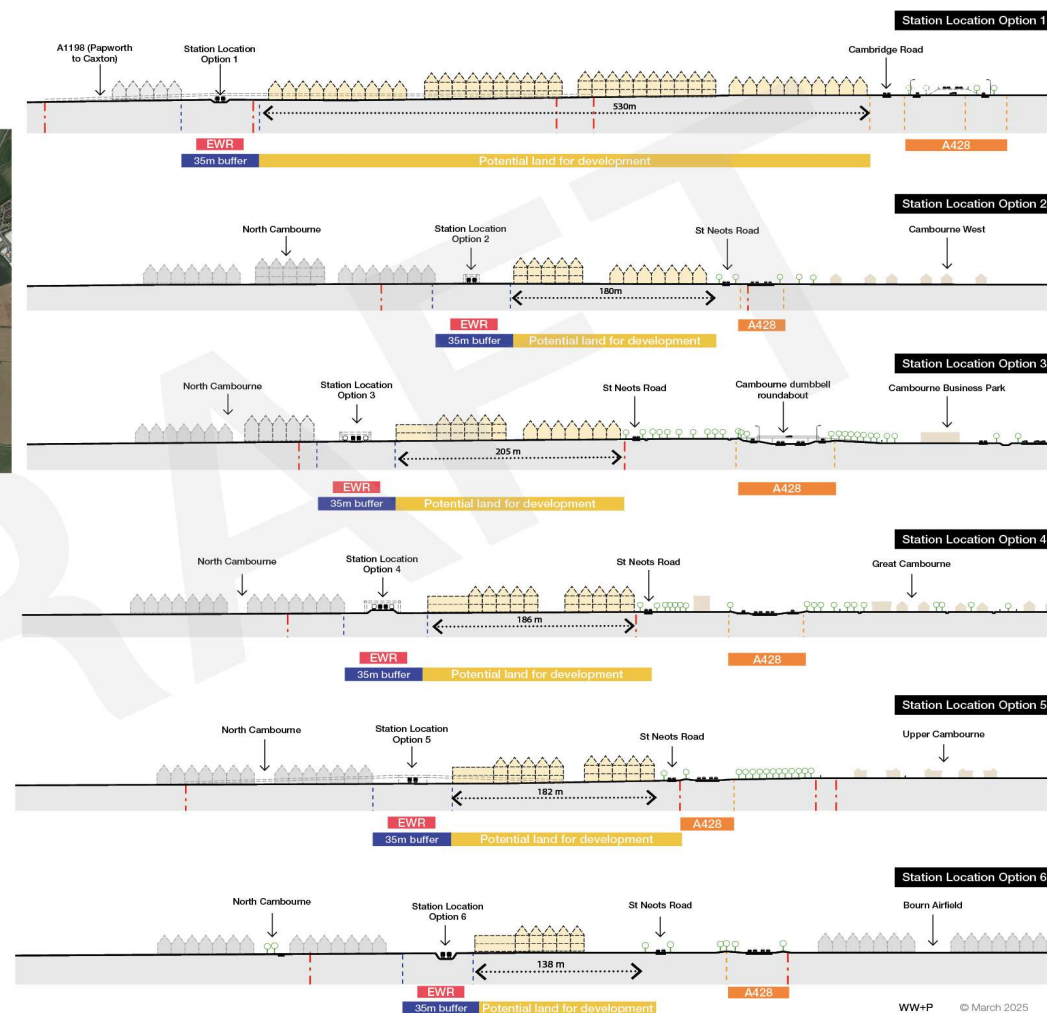 Station Location Option 1
A1198 (Papworth
to Caxton)
Station Location
Option 1
Cambridge Road
530m
EWR
35m buffer
Potential land for development
A428
Station Location Option 2
North Cambourne
Station Location
Option 2
St Neots Road
Cambourne West
180m
EWR
35m buffer
Potential land for development
A428
Station Location Option 3
North Cambourne
Station Location
Option 3
St Neots Road
Cambourne dumbbell
roundabout
Cambourne Business Park
205 m
EWR
35m buffer
Potential land for development
A428
Station Location Option 4
North Cambourne
Station Location
Option 4
St Neots Road
Great Cambourne
186 m
EWR
35m buffer
Potential land for development
A428
Station Location Option 5
North Cambourne
Station Location
Option 5
St Neots Road
Upper Cambourne
182 m
EWR
35m buffer
Potential land for development
A428
Station Location Option 6
North Cambourne
Station Location
Option 6
St Neots Road
Bourn Airfield
138 m
EWR
35m buffer
Potential land for development
A428
WW+P © March 2025
RAFT